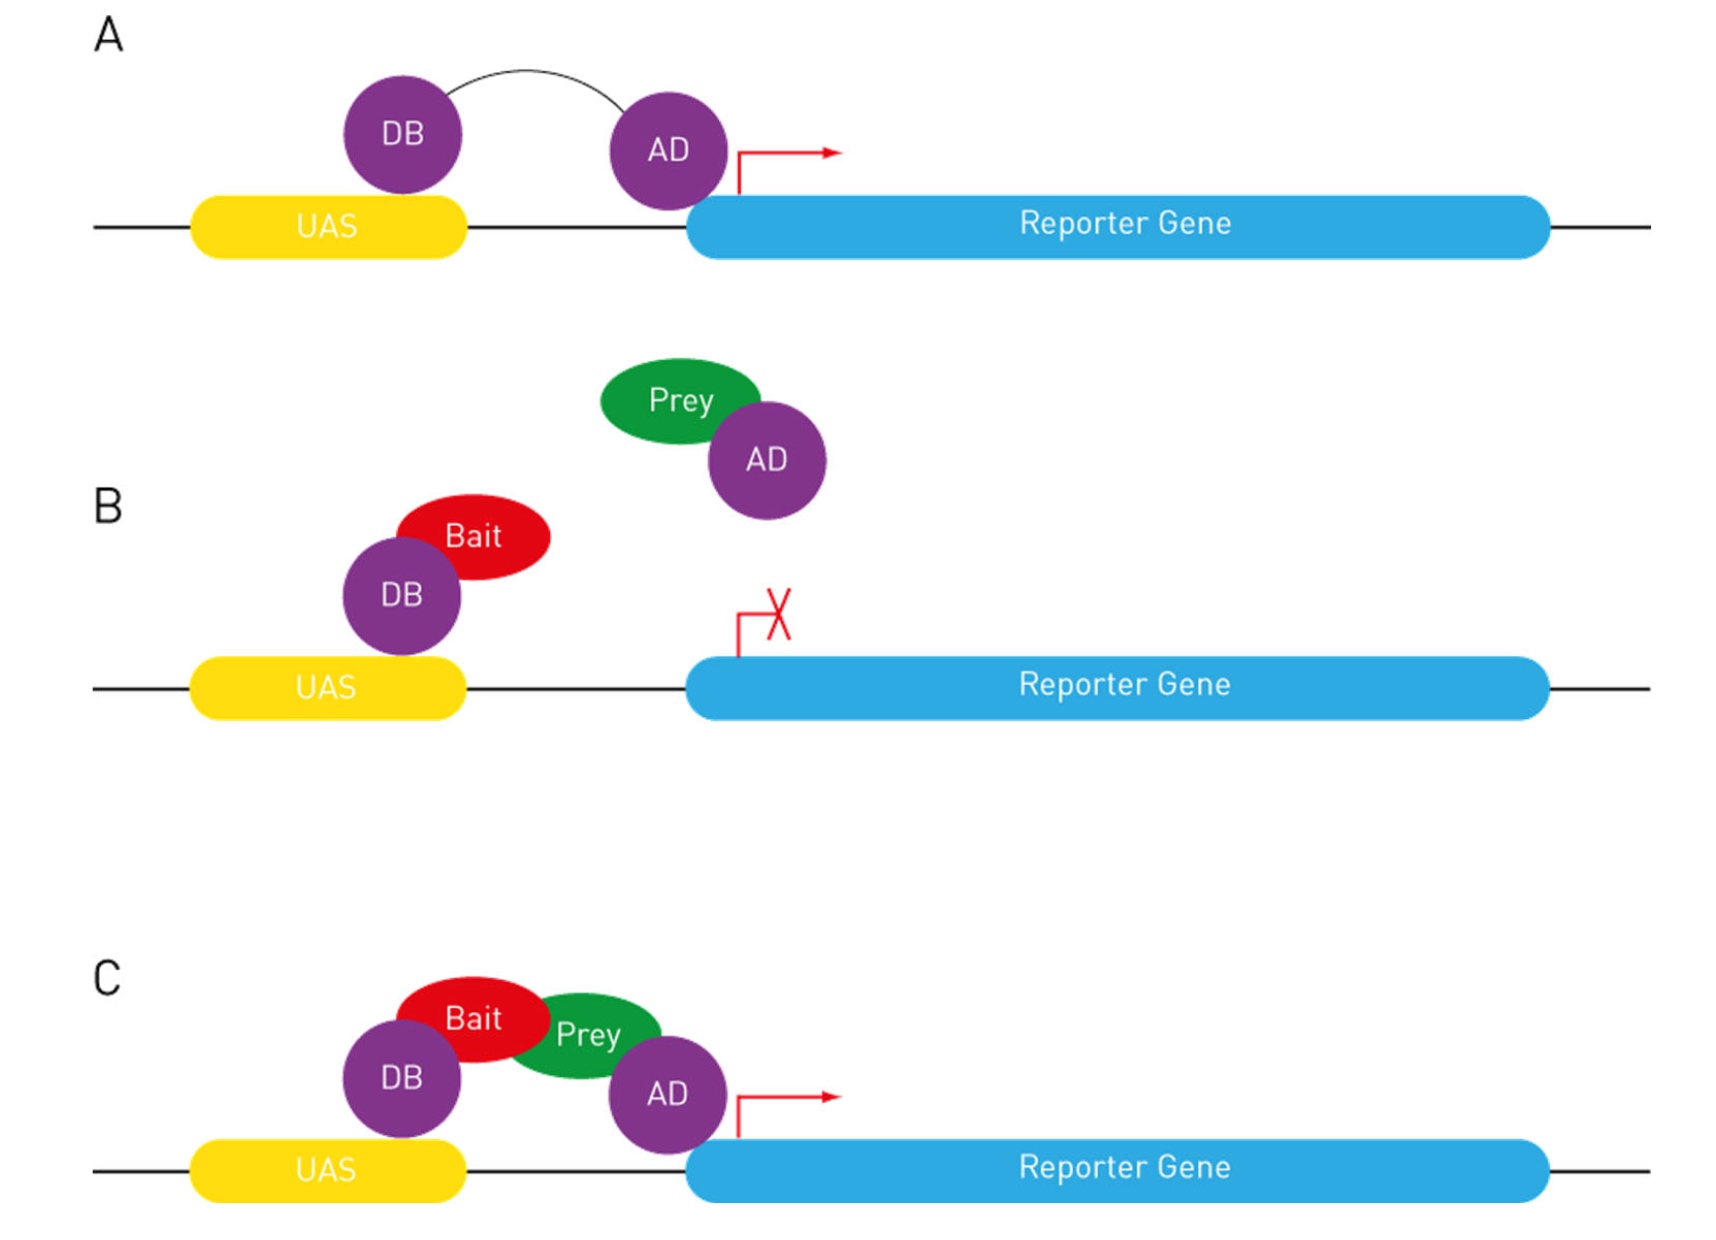 A
DB
AD
UAS
Reporter Gene
Prey
AD
B
Bait
DB
UAS
Reporter Gene
C
Bait
Prey
DB
AD
UAS
Reporter Gene